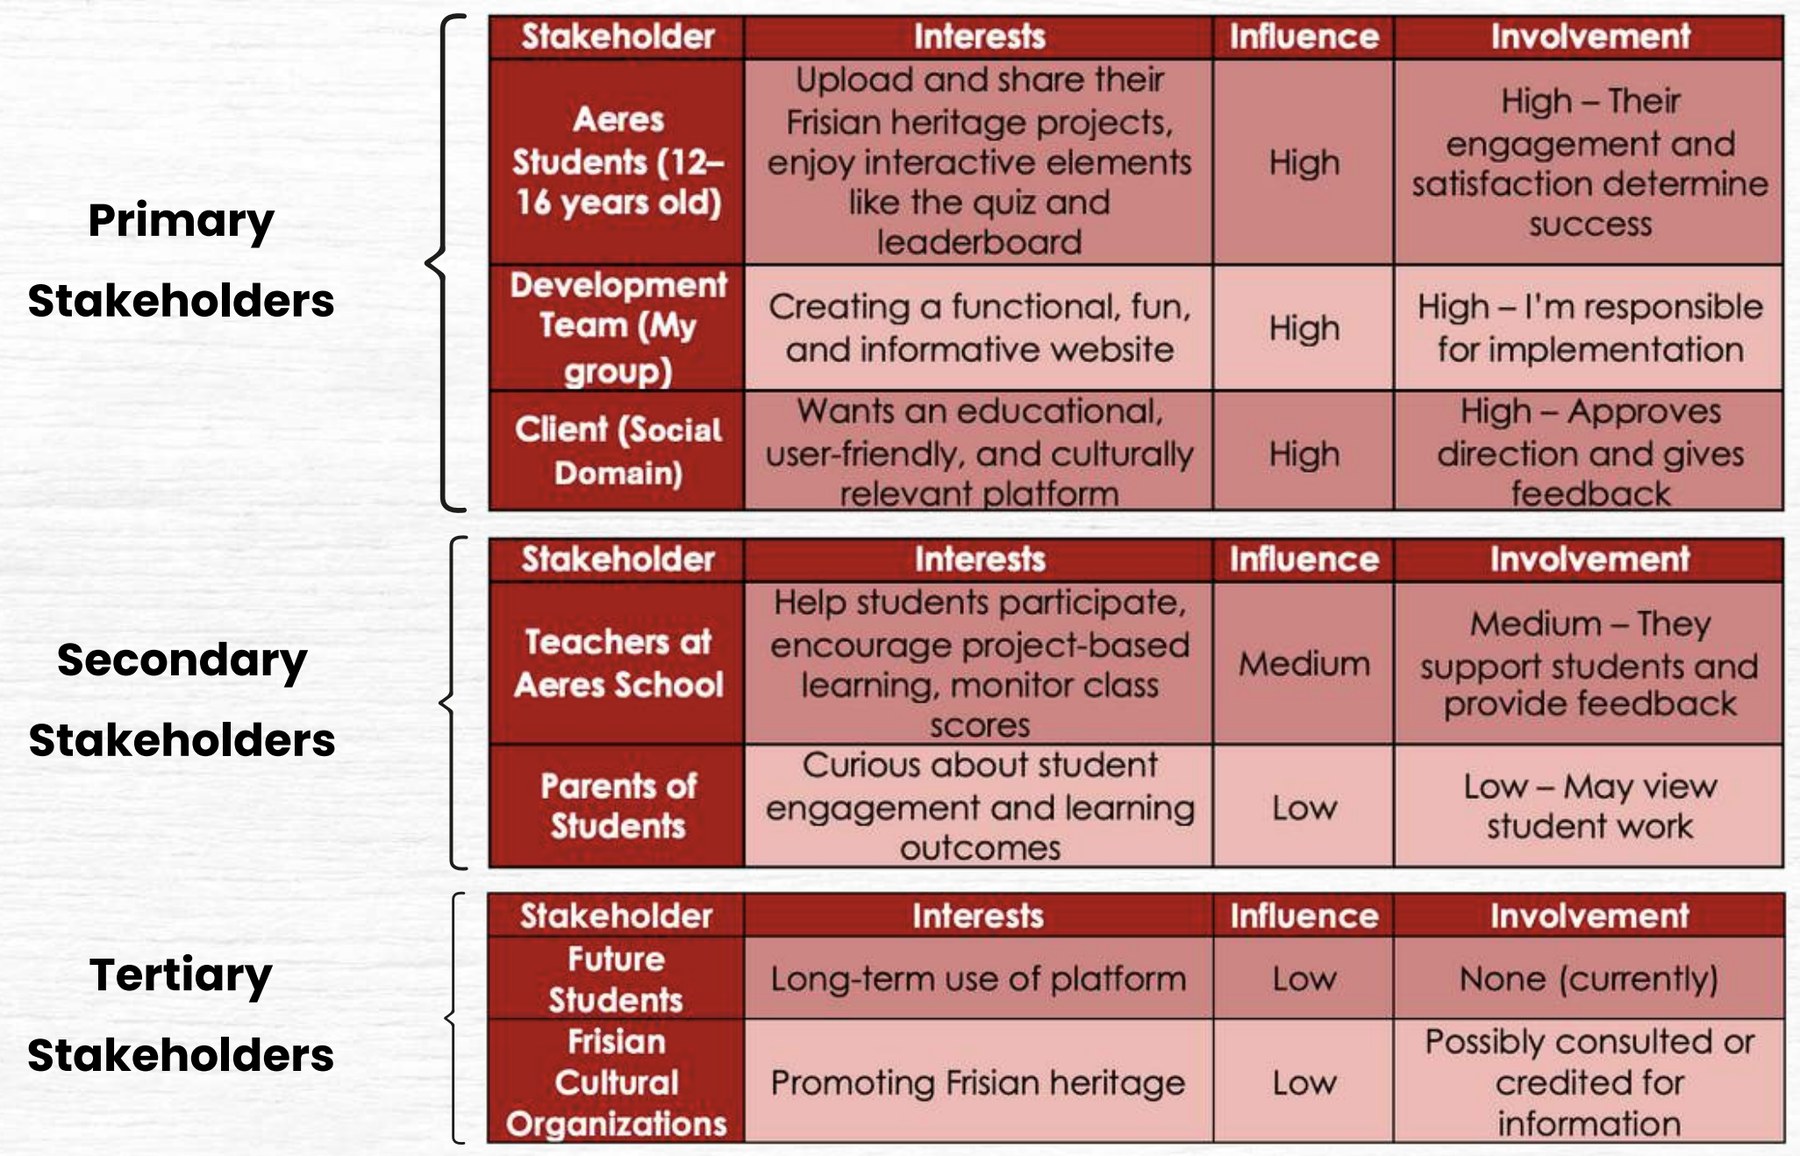 Primary
Stakeholders
Stakeholder Interests Influence Involvement
Aeres
Students (12–
16 years old)
Upload and share their
Frisian heritage projects,
enjoy interactive elements
like the quiz and
leaderboard
High
High – Their
engagement and
satisfaction determine
success
Development
Team (My
group)
Creating a functional, fun,
and informative website
High
High – I'm responsible
for implementation
Client (Social
Domain)
Wants an educational,
user-friendly, and culturally
relevant platform
High
High – Approves
direction and gives
feedback
Secondary
Stakeholders
Stakeholder Interests Influence Involvement
Teachers at
Aeres School
Help students participate,
encourage project-based
learning, monitor class
scores
Medium
Medium – They
support students and
provide feedback
Parents of
Students
Curious about student
engagement and learning
outcomes
Low
Low – May view
student work
Tertiary
Stakeholders
Stakeholder Interests Influence Involvement
Future
Students
Long-term use of platform
Low
None (currently)
Frisian
Cultural
Organizations
Promoting Frisian heritage
Low
Possibly consulted or
credited for
information